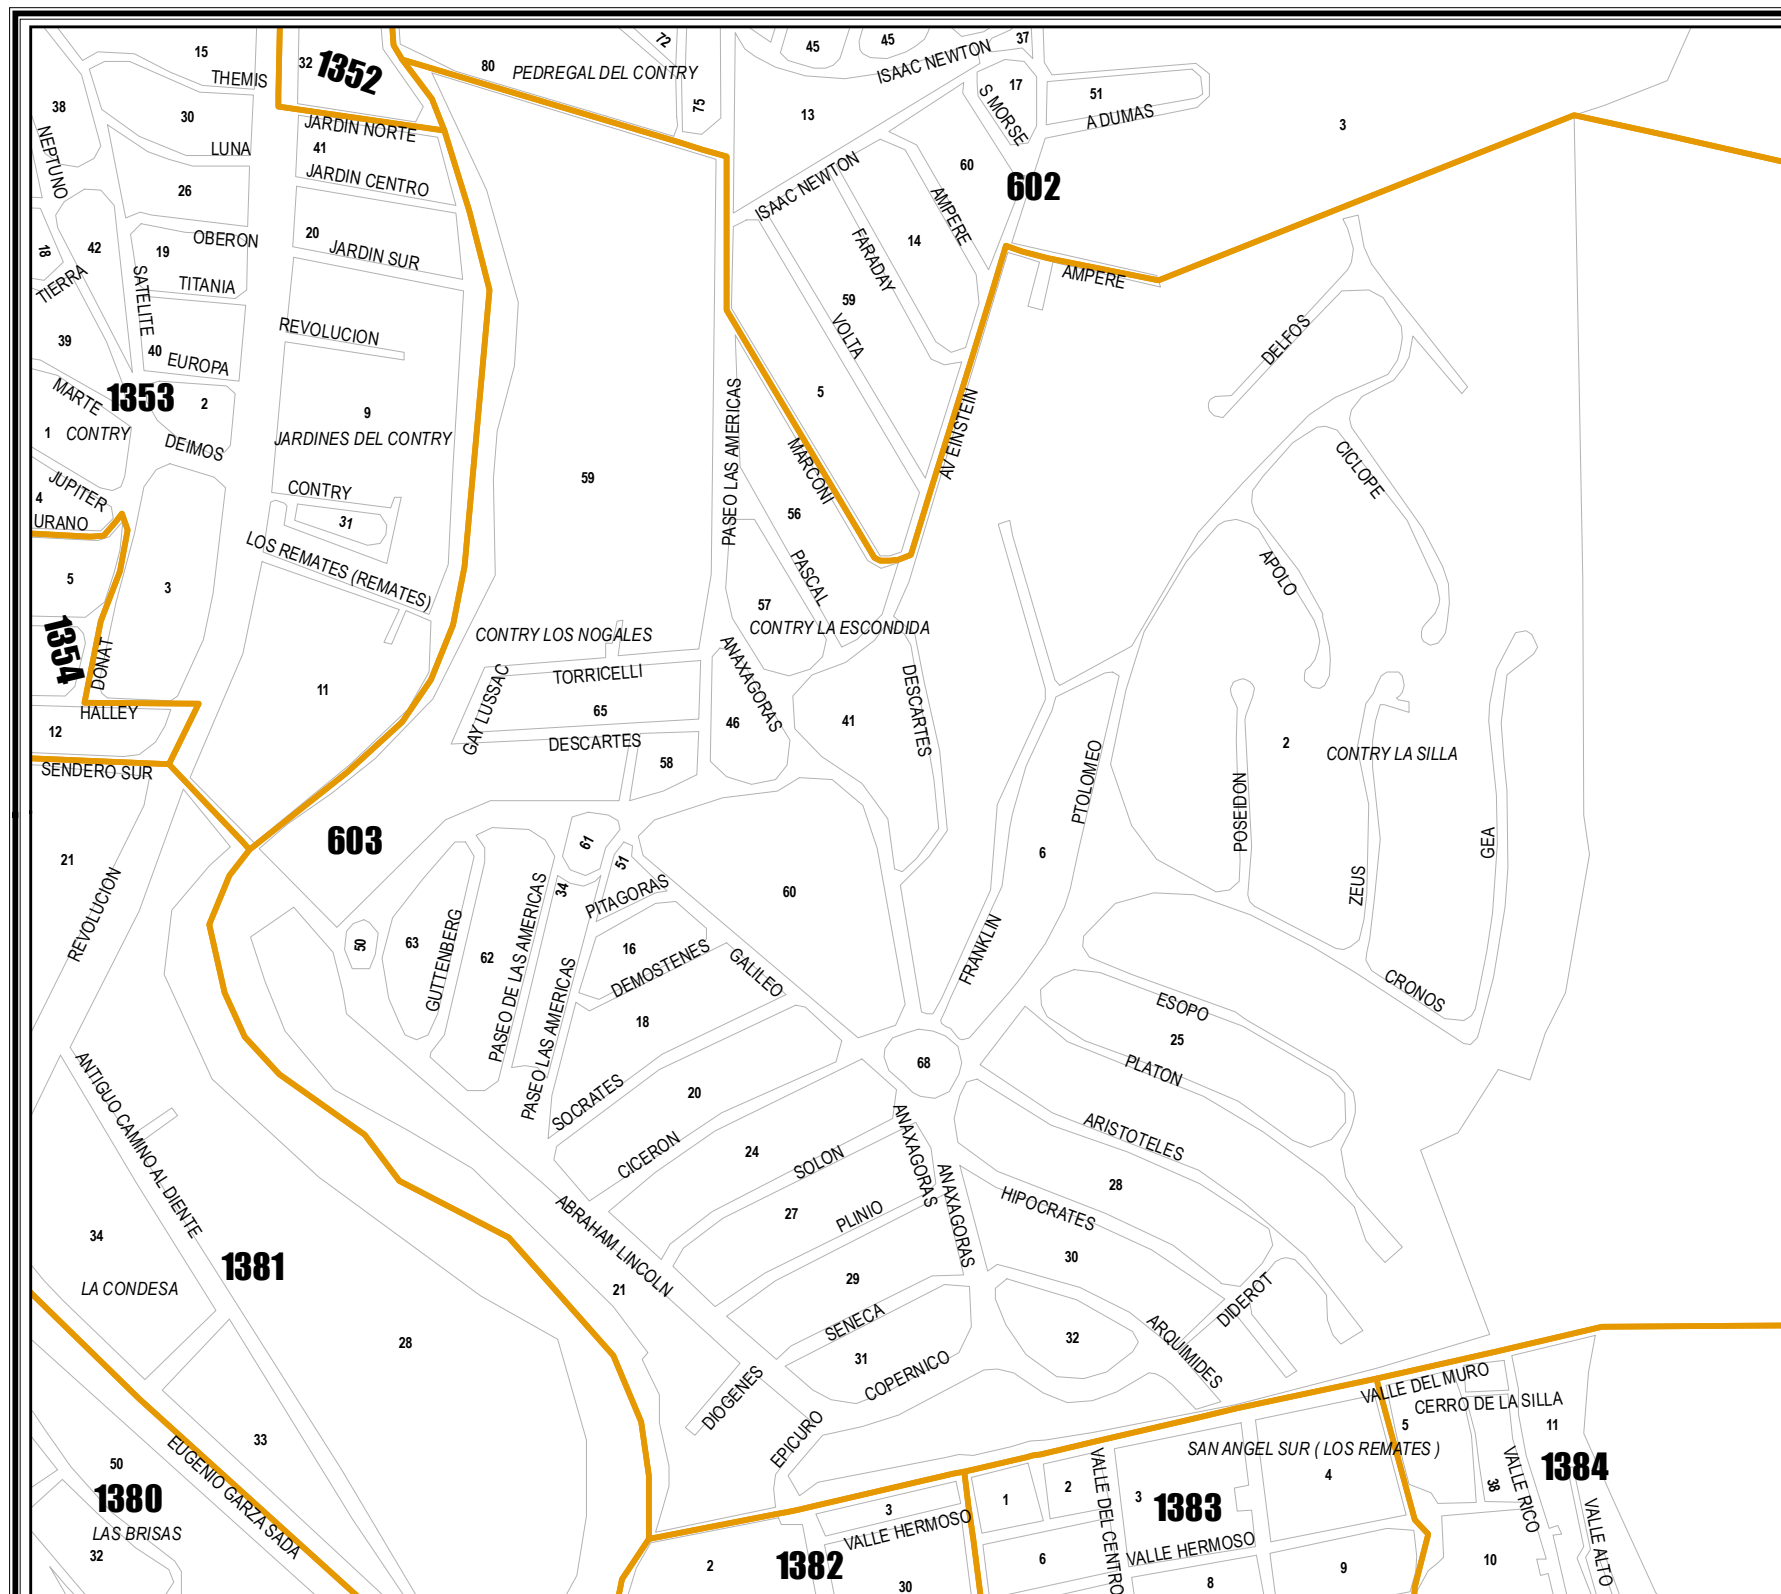 15
THEMIS
32
1352
80
PEDREGAL DEL CONTRY
72
75
45
45
37
ISAAC NEWTON
17
51
S MORSE
A DUMAS
13
3
38
30
NEPTUNO
LUNA
JARDIN NORTE
41
JARDIN CENTRO
26
ISAAC NEWTON
60
602
AMPERE
14
FARADAY
18
42
19
OBERON
20
JARDIN SUR
TIERRA
SATELITE
TITANIA
AMPERE
59
VOLTA
39
40
EUROPA
REVOLUCION
DELFOS
MARTE
1353
2
9
5
1
CONTRY
DEIMOS
JARDINES DEL CONTRY
PASEO LAS AMERICAS
MARCONI
AV EINSTEIN
CICLOPE
JUPITER
4
URANO
CONTRY
31
59
56
LOS REMATES (REMATES)
PASCAL
APOLO
5
3
57
1354
DONAT
CONTRY LOS NOGALES
CONTRY LA ESCONDIDA
TORRICELLI
ANAXAGORAS
DESCARTES
GAY LUSSAC
11
HALLEY
12
65
46
41
DESCARTES
58
SENDERO SUR
2
CONTRY LA SILLA
PTOLOMEO
POSEIDON
GEA
ZEUS
603
21
REVOLUCION
61
51
34
PITAGORAS
60
6
50
63
GUTTENBERG
62
PASEO DE LAS AMERICAS
16
DEMOSTENES
GALILEO
FRANKLIN
CRONOS
PASEO LAS AMERICAS
18
ESOPO
25
PLATON
68
ANTIGUO CAMINO AL DIENTE
SOCRATES
20
CICERON
24
SOLON
ANAXAGORAS
ANAXAGORAS
ARISTOTELES
28
HIPOCRATES
ABRAHAM LINCOLN
27
PLINIO
34
1381
LA CONDESA
21
29
30
SENECA
DIDEROT
ARQUIMIDES
28
31
32
COPERNICO
DIOGENES
EPICURO
VALLE DEL MURO
CERRO DE LA SILLA
5
11
33
50
EUGENIO GARZA SADA
1380
LAS BRISAS
32
SAN ANGEL SUR ( LOS REMATES )
VALLE DEL CENTRO
4
1384
VALLE RICO
38
VALLE ALTO
1
2
3
1383
3
VALLE HERMOSO
VALLE HERMOSO
2
1382
30
6
8
9
10